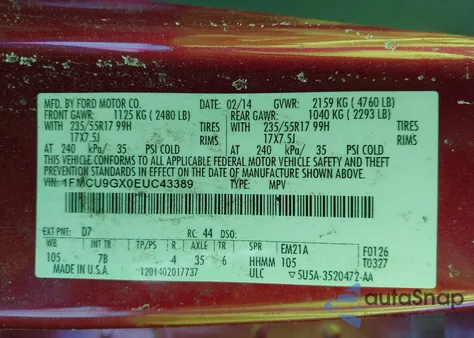 MFD. BY FORD MOTOR CO. DATE: 02/14 GVWR: 2159 KG ( 4760 LB)
FRONT GAWR: 1125 KG ( 2480 LB) REAR GAWR: 1040 KG ( 2293 LB)
WITH WITH
235/55R17 99H TIRES 235/55R17 99H TIRES
17X7.5J RIMS 17X7.5J RIMS
AT 240 kPa/ 35 PSI COLD AT 240 kPa/ 35 PSI COLD
THIS VEHICLE CONFORMS TO ALL APPLICABLE FEDERAL MOTOR VEHICLE SAFETY AND THEFT
PREVENTION STANDARDS IN EFFECT ON THE DATE OF MANUFACTURE SHOWN ABOVE.
VIN: 1FMCU9GX0EUC43389 TYPE: MPV
EXT PNT: D7 RC: 44 DSO:
WB INT TR TP/PS R AXLE TR SPR EM21A F0126
105 7B 4 35 6 HHMM 105 T0327
MADE IN U.S.A. *1201402017737* ULC 5U5A-3520472-AA
autoSnap